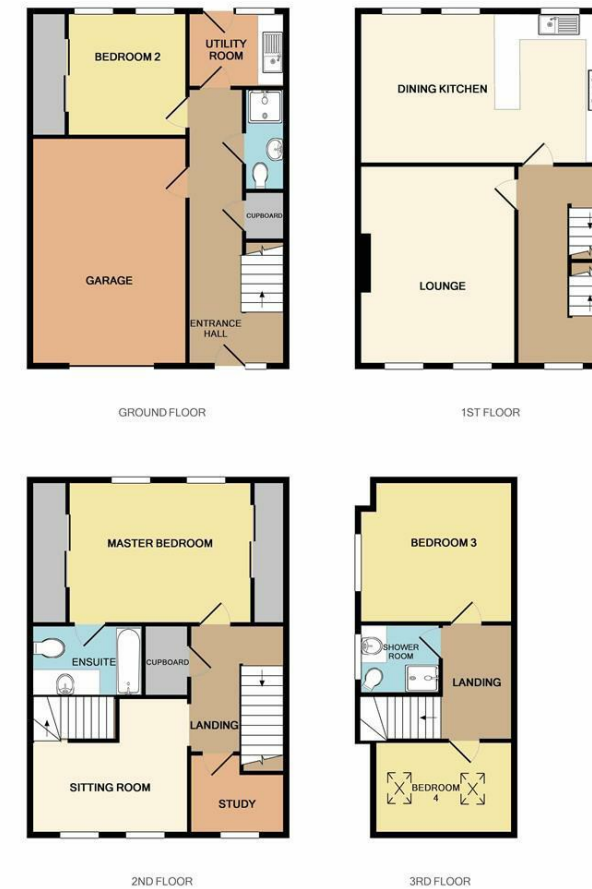 BEDROOM 2
UTILITY
ROOM
CUPBOARD
GARAGE
ENTRANCE
HALL
GROUND FLOOR
DINING KITCHEN
LOUNGE
1ST FLOOR
MASTER BEDROOM
ENSUITE
CUPBOARD
LANDING
SITTING ROOM
STUDY
2ND FLOOR
BEDROOM 3
SHOWER
ROOM
LANDING
BEDROOM
4
3RD FLOOR